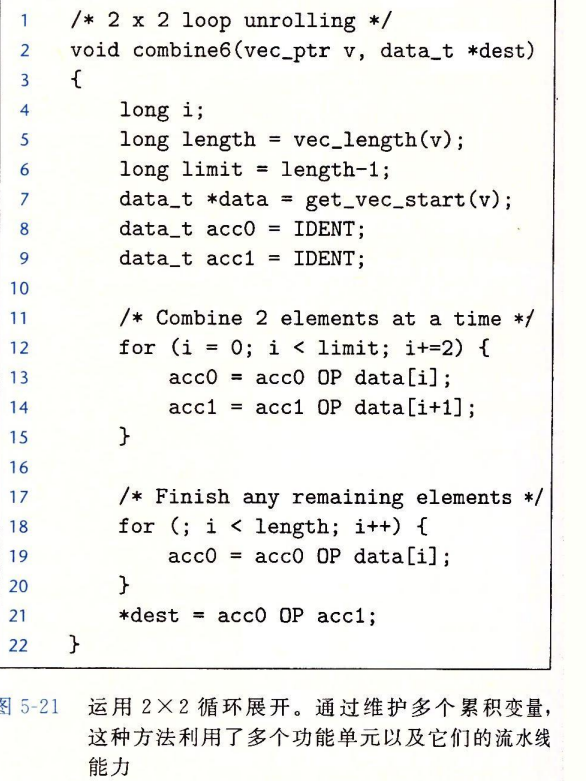 1 /* 2 x 2 loop unrolling */
2 void combine6(vec_ptr v, data_t *dest)
3 {
4     long i;
5     long length = vec_length(v);
6     long limit = length-1;
7     data_t *data = get_vec_start(v);
8     data_t acc0 = IDENT;
9     data_t acc1 = IDENT;
10
11     /* Combine 2 elements at a time */
12     for (i = 0; i < limit; i+=2) {
13         acc0 = acc0 OP data[i];
14         acc1 = acc1 OP data[i+1];
15     }
16
17     /* Finish any remaining elements */
18     for (; i < length; i++) {
19         acc0 = acc0 OP data[i];
20     }
21     *dest = acc0 OP acc1;
22 }
图 5-21 运用 2×2 循环展开。通过维护多个累积变量，
这种方法利用了多个功能单元以及它们的流水线
能力